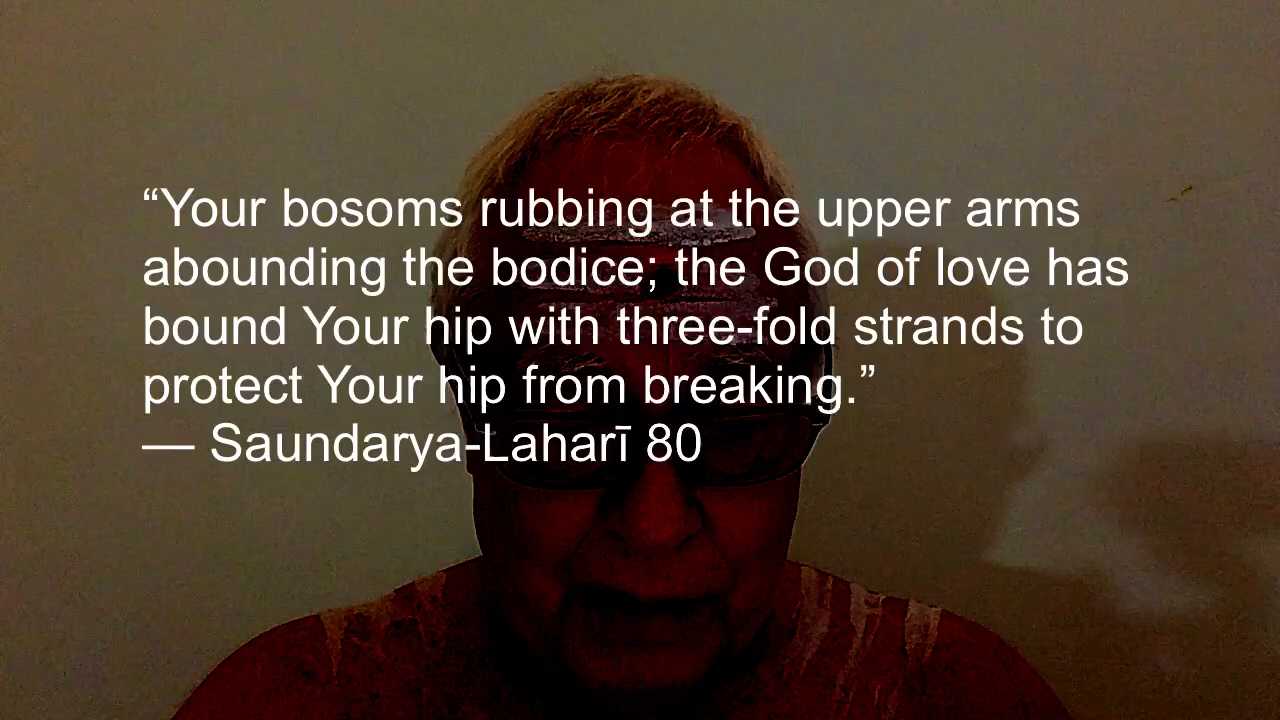 “Your bosoms rubbing at the upper arms
abounding the bodice; the God of love has
bound Your hip with three-fold strands to
protect Your hip from breaking.”
— Saundarya-Laharī 80